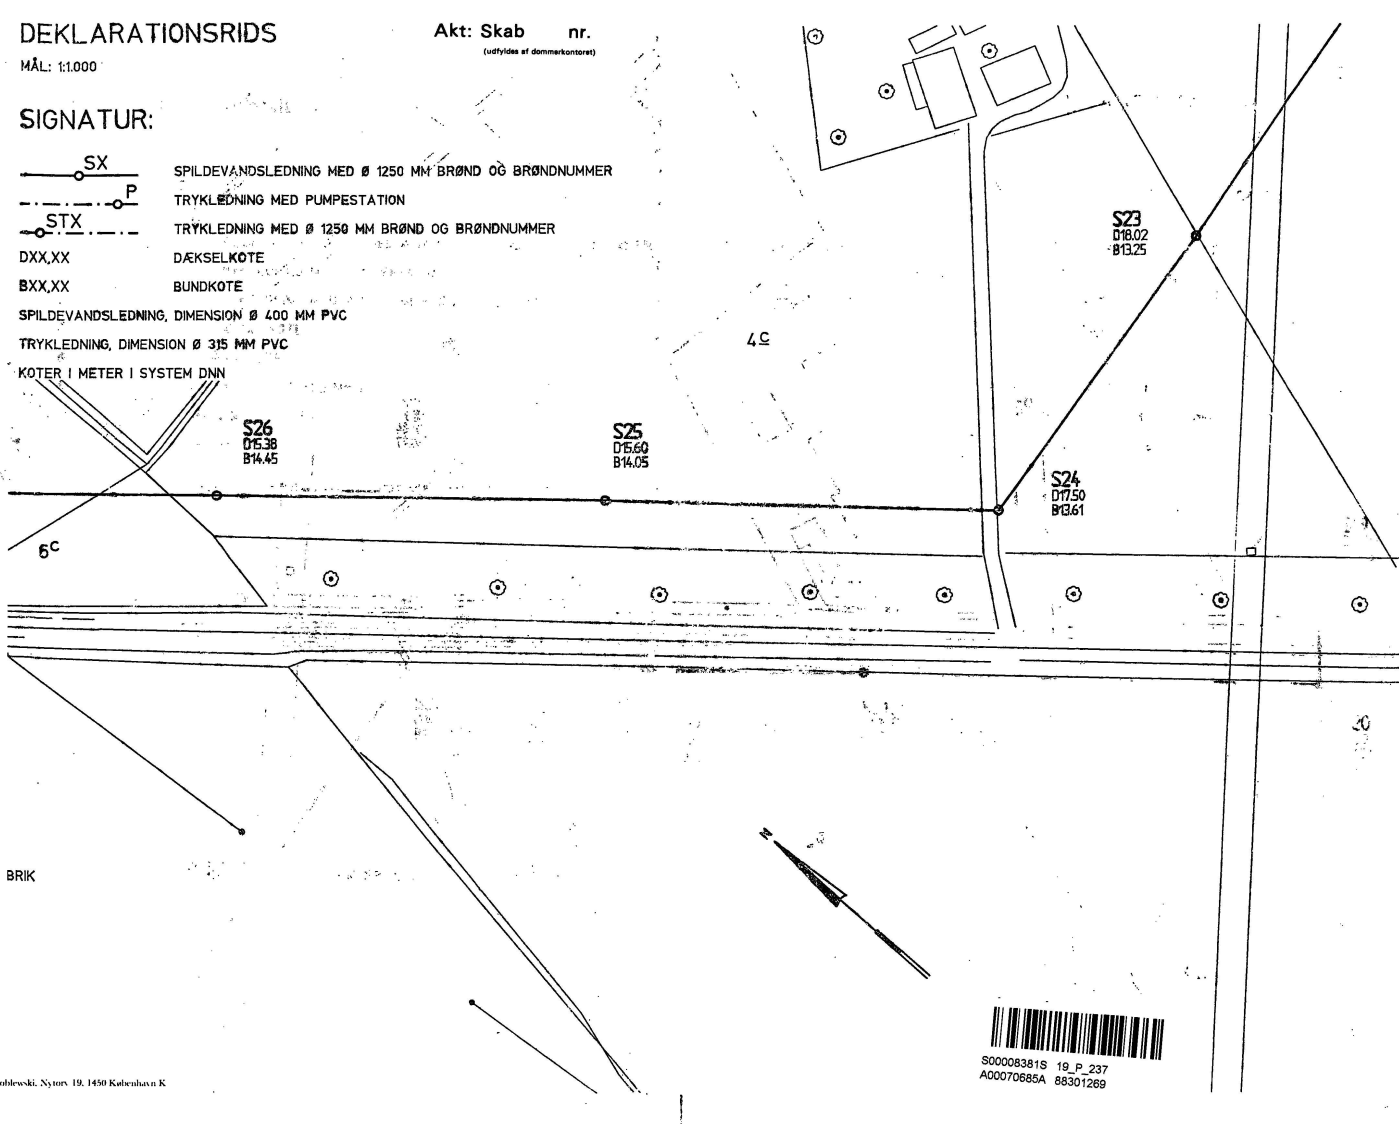 DEKLARATIONSRIDS
MÅL: 1:1.000
Akt: Skab nr.
(udfyldes af dommerkontoret)
SIGNATUR:
SX SPILDEVANDSLEDNING MED Ø 1250 MM BRØND OG BRØNDNUMMER
P TRYKLEDNING MED PUMPESTATION
STX TRYKLEDNING MED Ø 1250 MM BRØND OG BRØNDNUMMER
DXX,XX DÆKSELKOTE
BXX,XX BUNDKOTE
SPILDEVANDSLEDNING, DIMENSION Ø 400 MM PVC
TRYKLEDNING, DIMENSION Ø 315 MM PVC
KOTER I METER I SYSTEM DNN
S23
D18.02
B13.25
4c
S26
D15.38
B14.45
S25
D15.60
B14.05
S24
D17.50
B13.61
6c
20
N
BRIK
S00008381S 19_P_237
A00070685A 88301269
Nytorv 19, 1450 København K